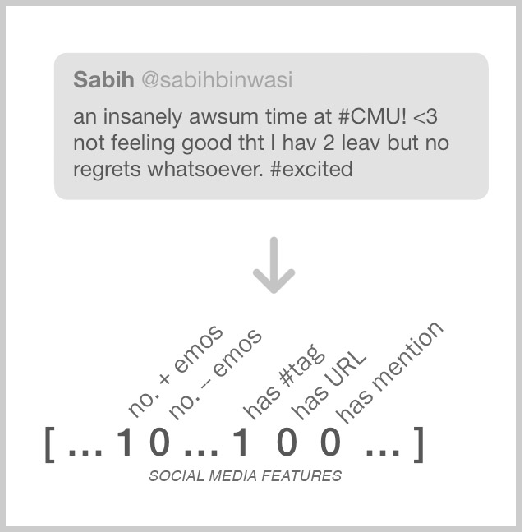 Sabih @sabihbinwasi
an insanely awsum time at #CMU! <3
not feeling good tht I hav 2 leav but no
regrets whatsoever. #excited
no. + emos
no. – emos
has #tag
has URL
has mention
[ ... 1 0 ... 1 0 0 ... ]
SOCIAL MEDIA FEATURES